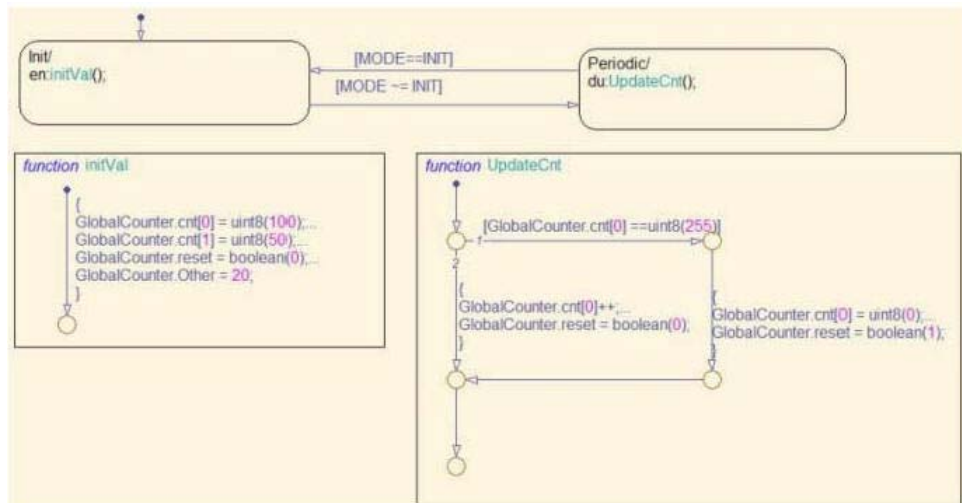 Init/
en:initVal();
[MODE==INIT]
[MODE ~= INIT]
Periodic/
du:UpdateCnt();
function initVal
{
GlobalCounter.cnt[0] = uint8(100);...
GlobalCounter.cnt[1] = uint8(50);...
GlobalCounter.reset = boolean(0);...
GlobalCounter.Other = 20;
}
function UpdateCnt
[GlobalCounter.cnt[0] ==uint8(255)]
1
2
{
GlobalCounter.cnt[0]++;...
GlobalCounter.reset = boolean(0);
}
{
GlobalCounter.cnt[0] = uint8(0);...
GlobalCounter.reset = boolean(1);
}